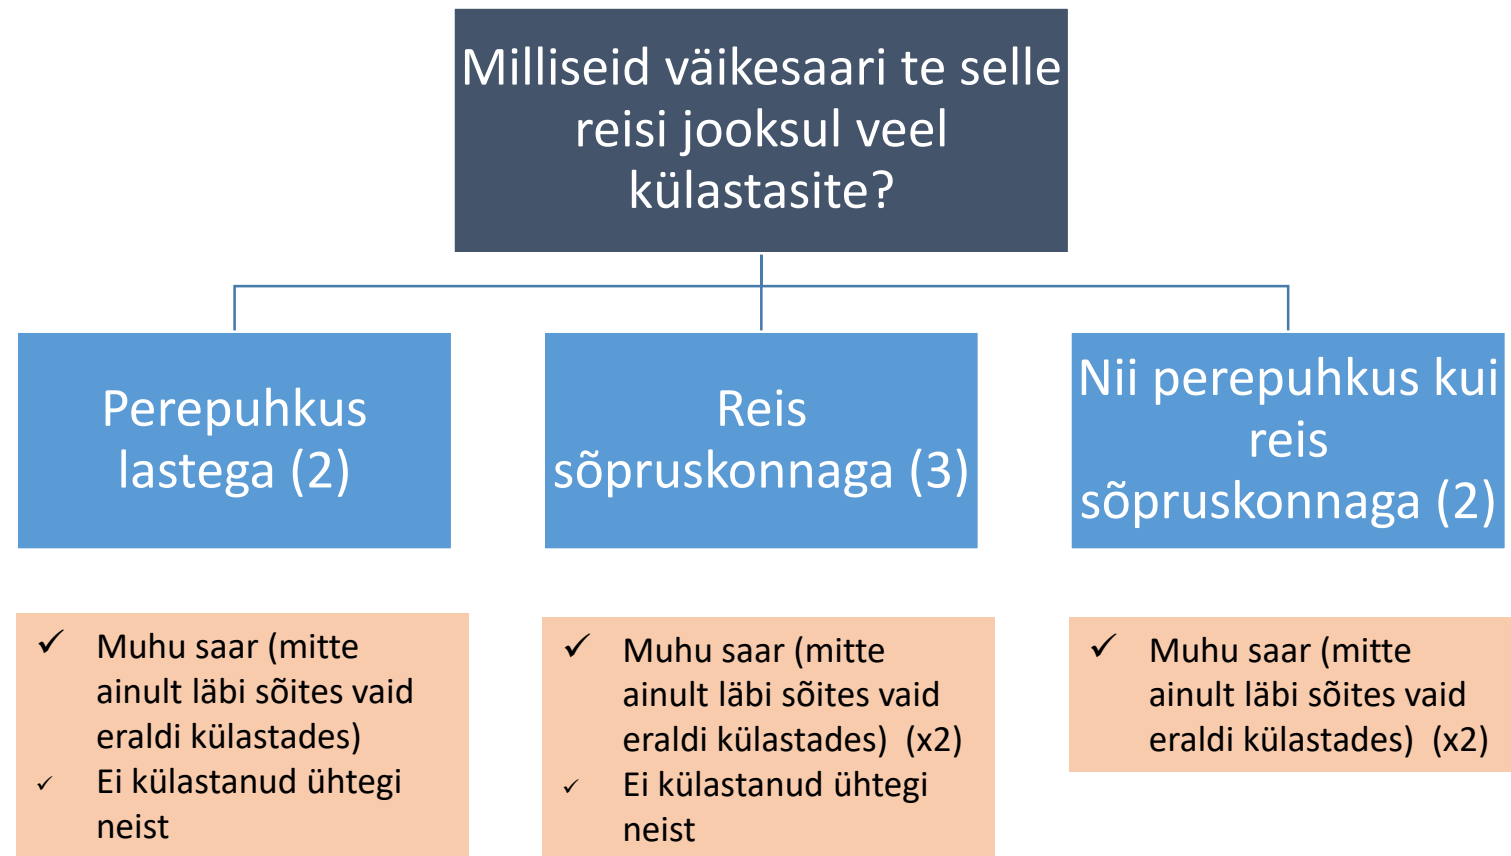 Milliseid väikesaari te selle
reisi jooksul veel
külastasite?
Perepuhkus
lastega (2)
Reis
sõpruskonnaga (3)
Nii perepuhkus kui
reis
sõpruskonnaga (2)
✓ Muhu saar (mitte
ainult läbi sõites vaid
eraldi külastades)
✓ Ei külastanud ühtegi
neist
✓ Muhu saar (mitte
ainult läbi sõites vaid
eraldi külastades) (x2)
✓ Ei külastanud ühtegi
neist
✓ Muhu saar (mitte
ainult läbi sõites vaid
eraldi külastades) (x2)